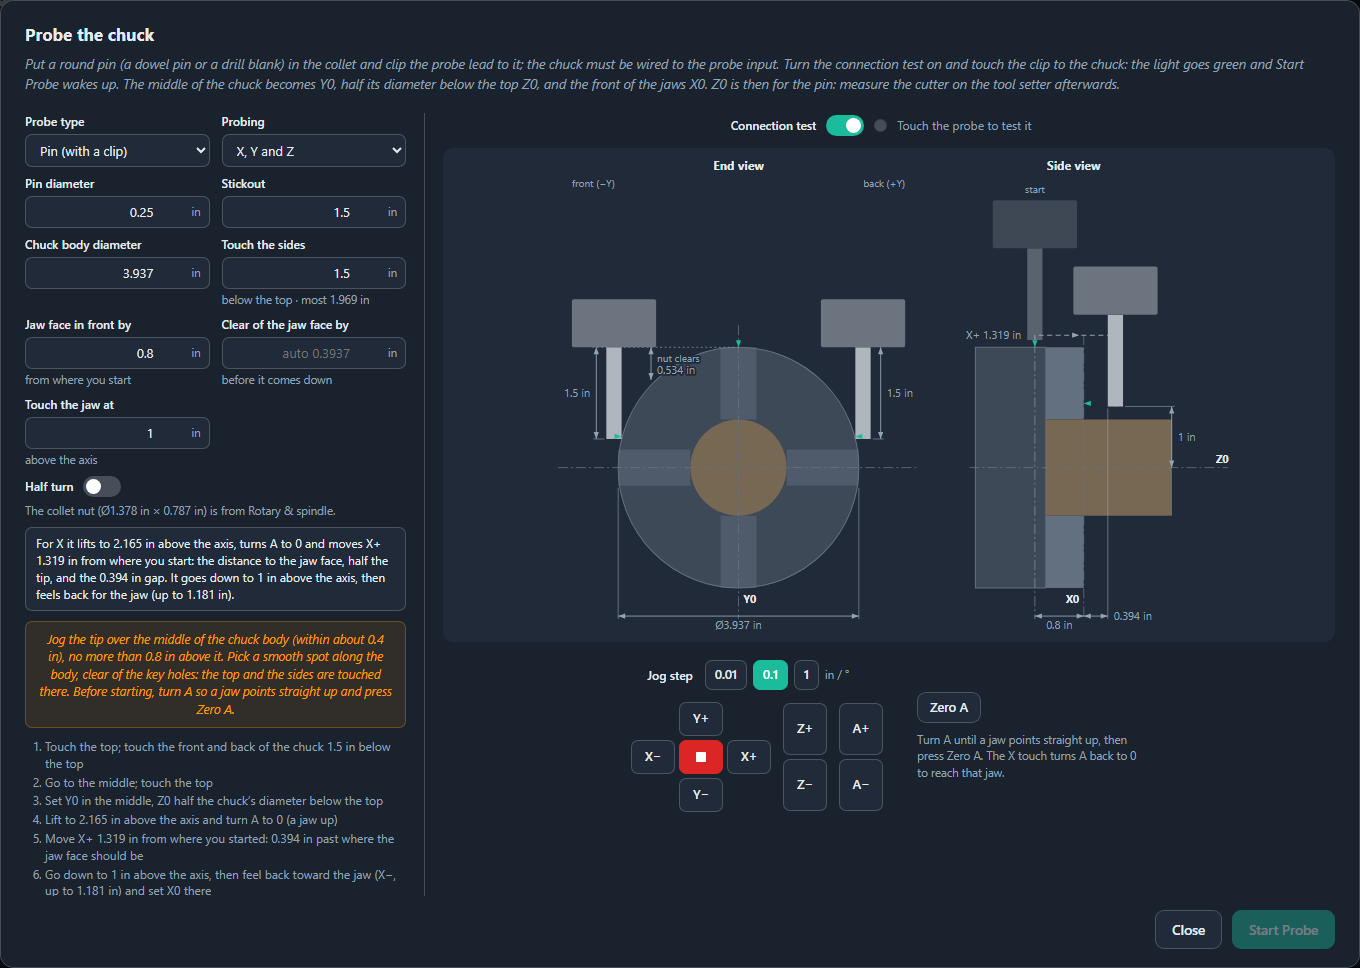 Probe the chuck
Put a round pin (a dowel pin or a drill blank) in the collet and clip the probe lead to it; the chuck must be wired to the probe input. Turn the connection test on and touch the clip to the chuck: the light goes green and Start
Probe wakes up. The middle of the chuck becomes Y0, half its diameter below the top Z0, and the front of the jaws X0. Z0 is then for the pin: measure the cutter on the tool setter afterwards.
Probe type
Probing
Pin (with a clip)
X, Y and Z
Pin diameter
Stickout
0.25 in
1.5 in
Chuck body diameter
Touch the sides
3.937 in
1.5 in
below the top · most 1.969 in
Jaw face in front by
Clear of the jaw face by
0.8 in
auto 0.3937 in
from where you start
before it comes down
Touch the jaw at
1 in
above the axis
Half turn
The collet nut (Ø1.378 in × 0.787 in) is from Rotary & spindle.
For X it lifts to 2.165 in above the axis, turns A to 0 and moves X+
1.319 in from where you start: the distance to the jaw face, half the
tip, and the 0.394 in gap. It goes down to 1 in above the axis, then
feels back for the jaw (up to 1.181 in).
Jog the tip over the middle of the chuck body (within about 0.4
in), no more than 0.8 in above it. Pick a smooth spot along the
body, clear of the key holes: the top and the sides are touched
there. Before starting, turn A so a jaw points straight up and press
Zero A.
1. Touch the top; touch the front and back of the chuck 1.5 in below
the top
2. Go to the middle; touch the top
3. Set Y0 in the middle, Z0 half the chuck's diameter below the top
4. Lift to 2.165 in above the axis and turn A to 0 (a jaw up)
5. Move X+ 1.319 in from where you started: 0.394 in past where the
jaw face should be
6. Go down to 1 in above the axis, then feel back toward the jaw (X−,
up to 1.181 in) and set X0 there
Connection test
Touch the probe to test it
End view
Side view
front (−Y)
back (+Y)
start
X+ 1.319 in
nut clears
0.534 in
1.5 in
1.5 in
1 in
Z0
Y0
X0
Ø3.937 in
0.8 in
0.394 in
Jog step
0.01
0.1
1
in / °
Y+
X−
X+
Y−
Z+
A+
Z−
A−
Zero A
Turn A until a jaw points straight up, then
press Zero A. The X touch turns A back to 0
to reach that jaw.
Close
Start Probe